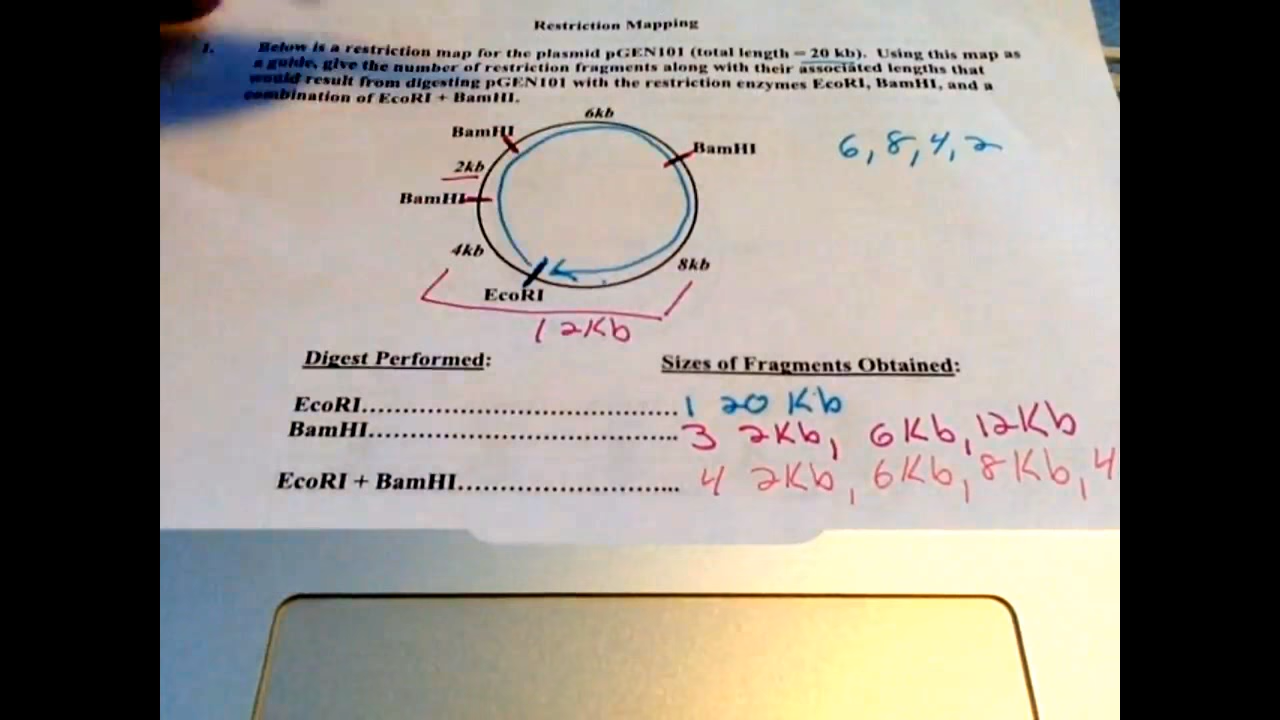 Restriction Mapping
1. Below is a restriction map for the plasmid pGEN101 (total length = 20 kb). Using this map as
a guide, give the number of restriction fragments along with their associated lengths that
would result from digesting pGEN101 with the restriction enzymes EcoRI, BamHI, and a
combination of EcoRI + BamHI.
6kb
BamHI
BamHI
6, 8, 4, 2
2kb
BamHI
4kb
8kb
EcoRI
12Kb
Digest Performed: Sizes of Fragments Obtained:
EcoRI........................................ 1 20 Kb
BamHI....................................... 3 2Kb, 6Kb, 12Kb
EcoRI + BamHI............................ 4 2Kb, 6Kb, 8Kb, 4